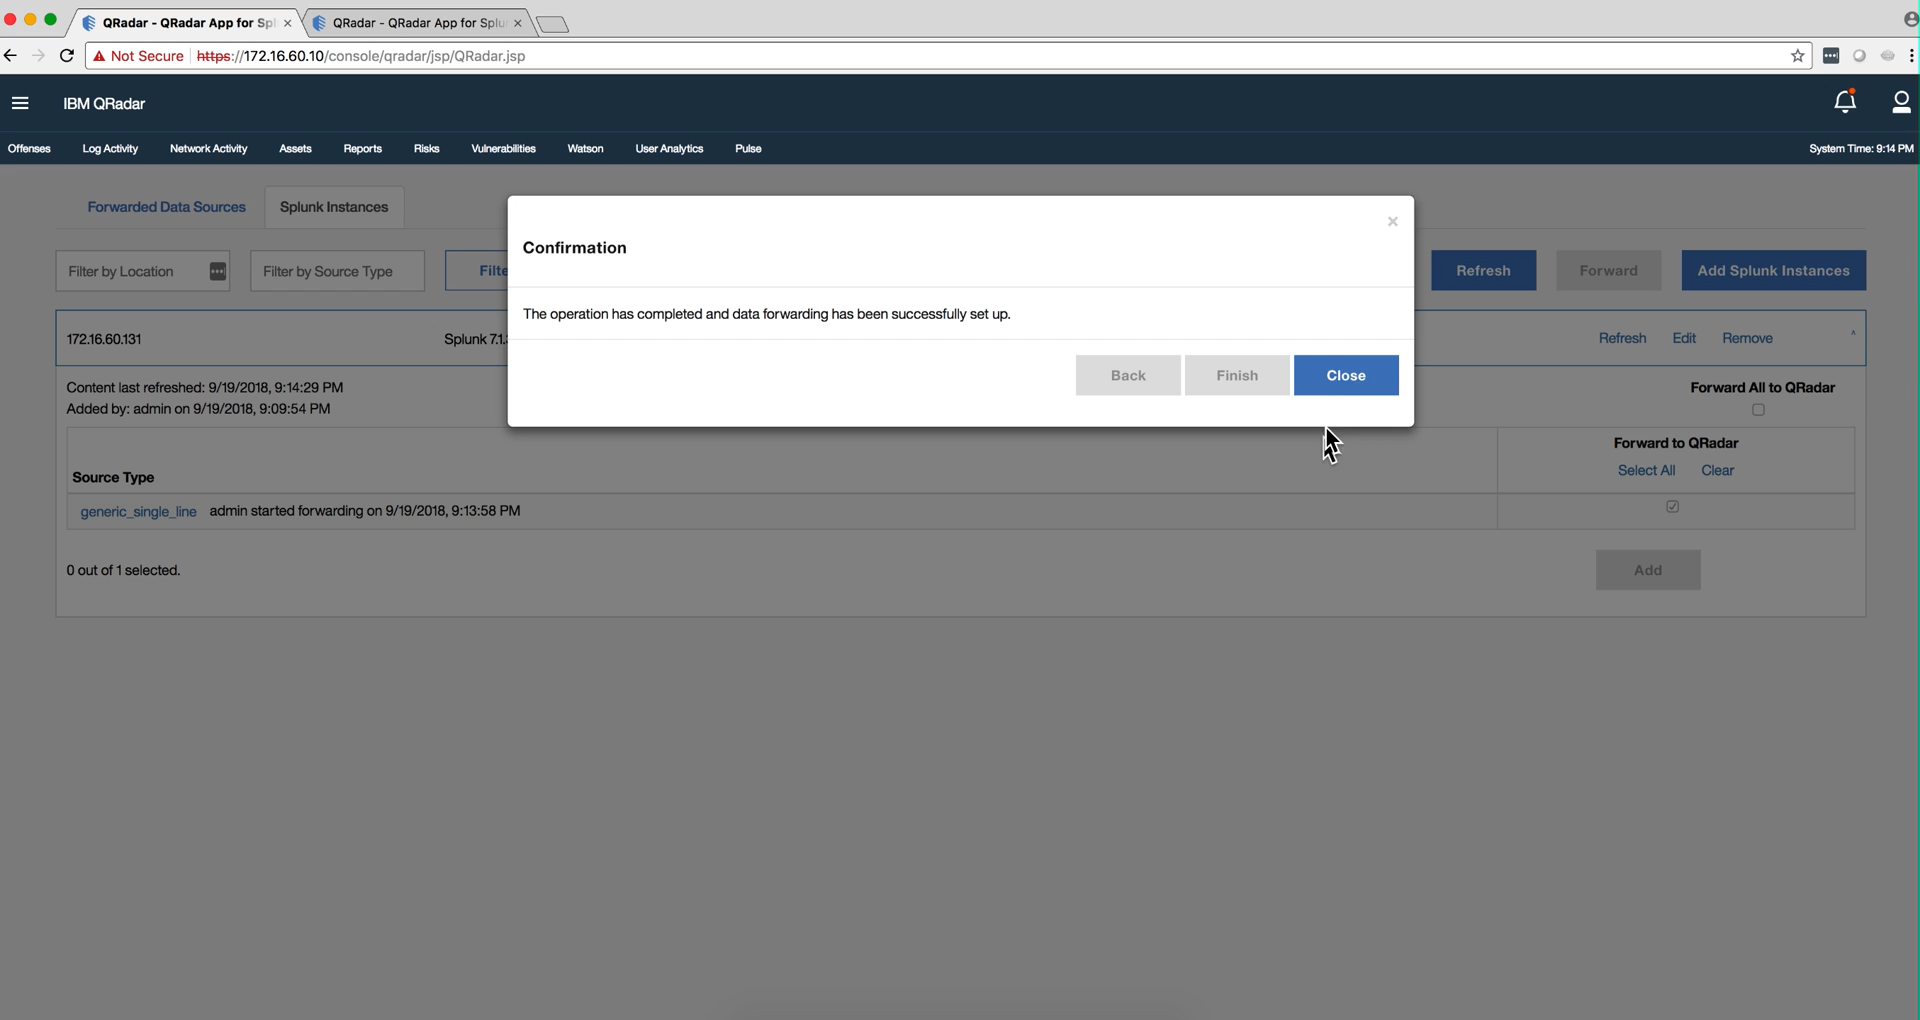 QRadar - QRadar App for Spl
QRadar - QRadar App for Splu
Not Secure https://172.16.60.10/console/qradar/jsp/QRadar.jsp
IBM QRadar
Offenses Log Activity Network Activity Assets Reports Risks Vulnerabilities Watson User Analytics Pulse System Time: 9:14 PM
Forwarded Data Sources Splunk Instances
Confirmation
Filter by Location Filter by Source Type Filte Refresh Forward Add Splunk Instances
The operation has completed and data forwarding has been successfully set up.
172.16.60.131 Splunk 7.1. Refresh Edit Remove
Back Finish Close
Content last refreshed: 9/19/2018, 9:14:29 PM Forward All to QRadar
Added by: admin on 9/19/2018, 9:09:54 PM
Forward to QRadar
Source Type Select All Clear
generic_single_line admin started forwarding on 9/19/2018, 9:13:58 PM
0 out of 1 selected. Add